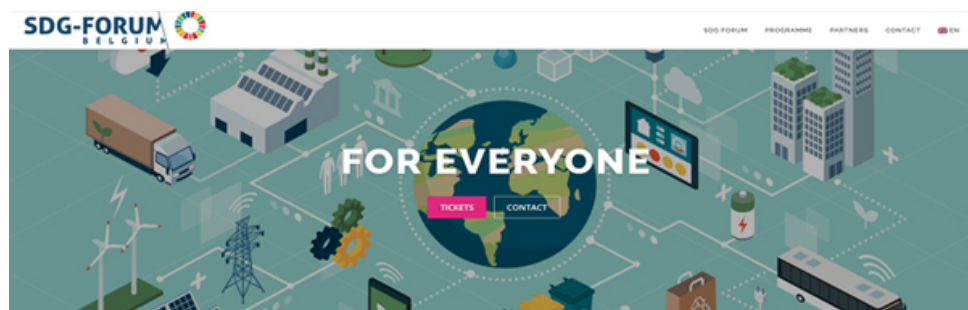 SDG-FORUM
BELGIUM
SDG FORUM PROGRAMME PARTNERS CONTACT EN
FOR EVERYONE
TICKETS CONTACT